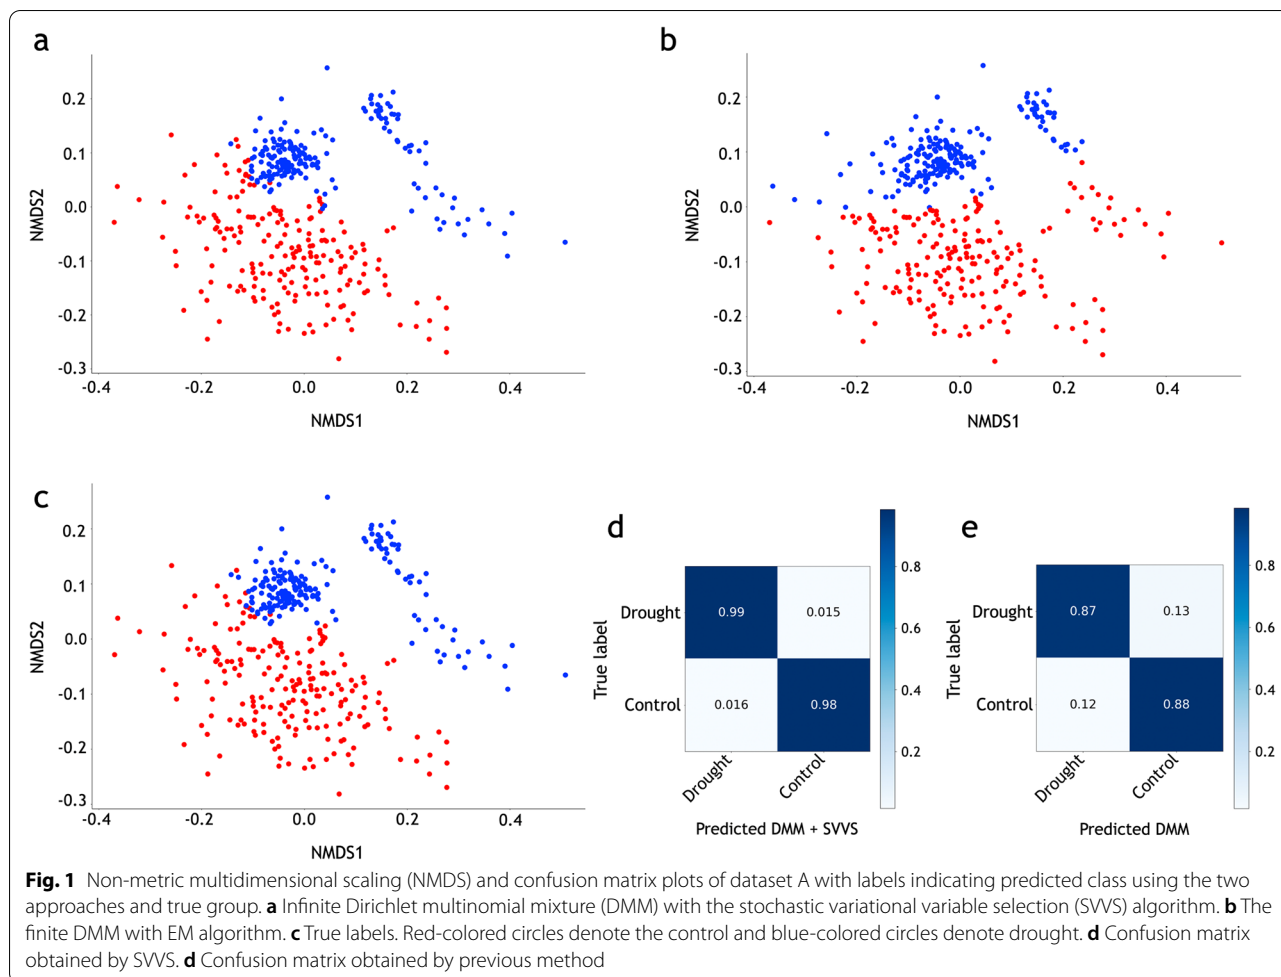 a
0.2
0.1
0.0
-0.1
-0.2
-0.3
NMDS2
-0.4
-0.2
0.0
0.2
0.4
NMDS1
b
0.2
0.1
0.0
-0.1
-0.2
-0.3
NMDS2
-0.4
-0.2
0.0
0.2
0.4
NMDS1
c
0.2
0.1
0.0
-0.1
-0.2
-0.3
NMDS2
-0.4
-0.2
0.0
0.2
0.4
NMDS1
d
True label
Drought
0.99
0.015
Control
0.016
0.98
Drought
Control
Predicted DMM + SVVS
0.8
0.6
0.4
0.2
e
True label
Drought
0.87
0.13
Control
0.12
0.88
Drought
Control
Predicted DMM
0.8
0.6
0.4
0.2
Fig. 1 Non-metric multidimensional scaling (NMDS) and confusion matrix plots of dataset A with labels indicating predicted class using the two
approaches and true group. a Infinite Dirichlet multinomial mixture (DMM) with the stochastic variational variable selection (SVVS) algorithm. b The
finite DMM with EM algorithm. c True labels. Red-colored circles denote the control and blue-colored circles denote drought. d Confusion matrix
obtained by SVVS. d Confusion matrix obtained by previous method